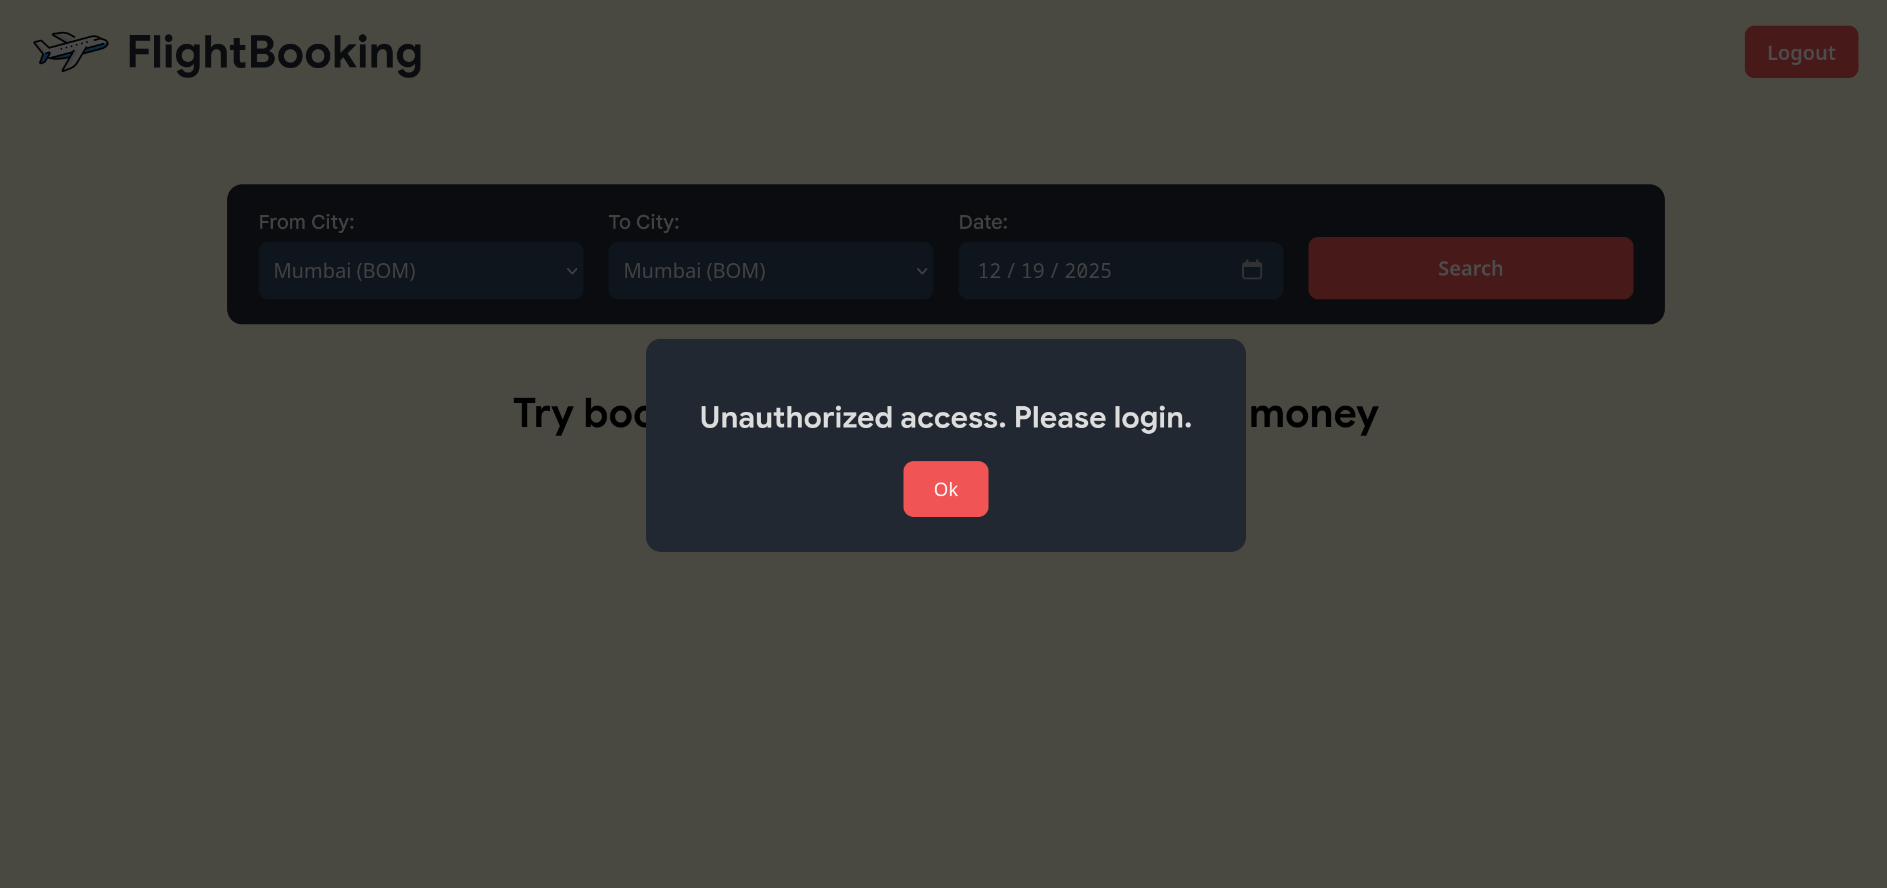 FlightBooking
Logout
From City:
To City:
Date:
Mumbai (BOM)
Mumbai (BOM)
12 / 19 / 2025
Search
Try
money
Unauthorized access. Please login.
Ok